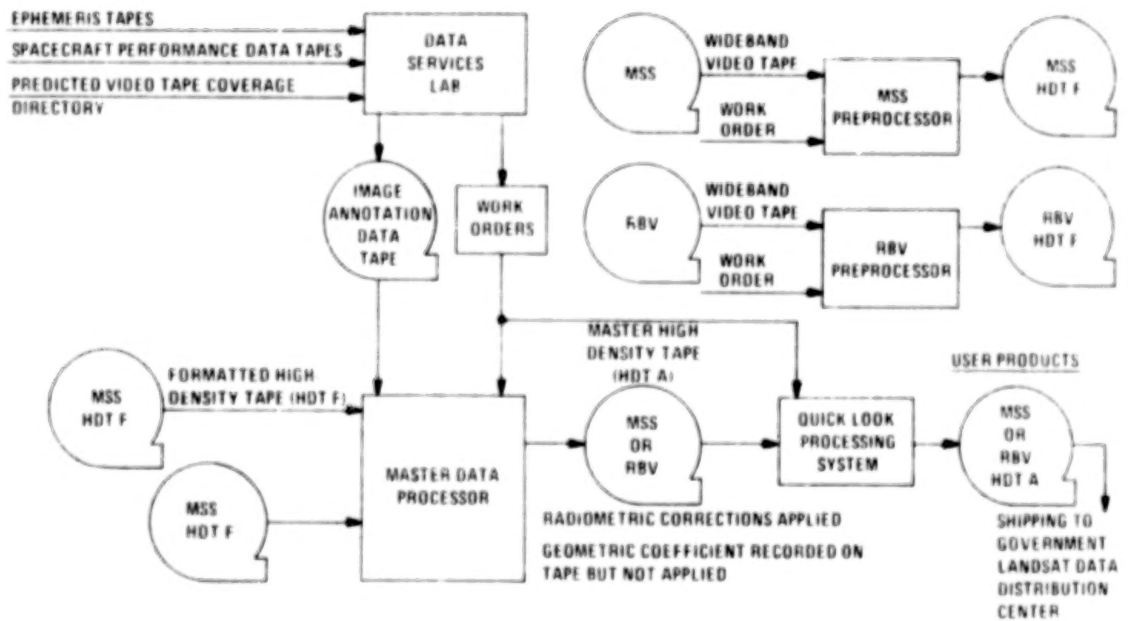 EPHEMERIS TAPES
SPACECRAFT PERFORMANCE DATA TAPES
PREDICTED VIDEO TAPE COVERAGE
DIRECTORY
DATA
SERVICES
LAB
IMAGE
ANNOTATION
DATA
TAPE
WORK
ORDERS
MSS
WIDEBAND
VIDEO TAPE
WORK
ORDER
MSS
PREPROCESSOR
MSS
HDT F
RBV
WIDEBAND
VIDEO TAPE
WORK
ORDER
RBV
PREPROCESSOR
RBV
HDT F
MSS
HDT F
FORMATTED HIGH
DENSITY TAPE (HDT F)
MSS
HDT F
MASTER DATA
PROCESSOR
MASTER HIGH
DENSITY TAPE
(HDT A)
MSS
OR
RBV
RADIOMETRIC CORRECTIONS APPLIED
GEOMETRIC COEFFICIENT RECORDED ON
TAPE BUT NOT APPLIED
QUICK LOOK
PROCESSING
SYSTEM
USER PRODUCTS
MSS
OR
RBV
HDT A
SHIPPING TO
GOVERNMENT
LANDSAT DATA
DISTRIBUTION
CENTER